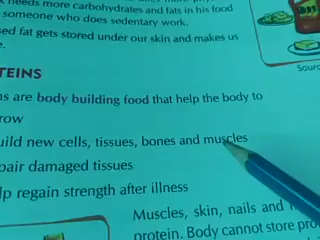 needs more carbohydrates and fats in his food
someone who does sedentary work.
sed fat gets stored under our skin and makes us
e.
TEINS
ns are body building food that help the body to
row
uild new cells, tissues, bones and muscles
pair damaged tissues
lp regain strength after illness
Muscles, skin, nails and
protein. Body cannot store pro
Sourc